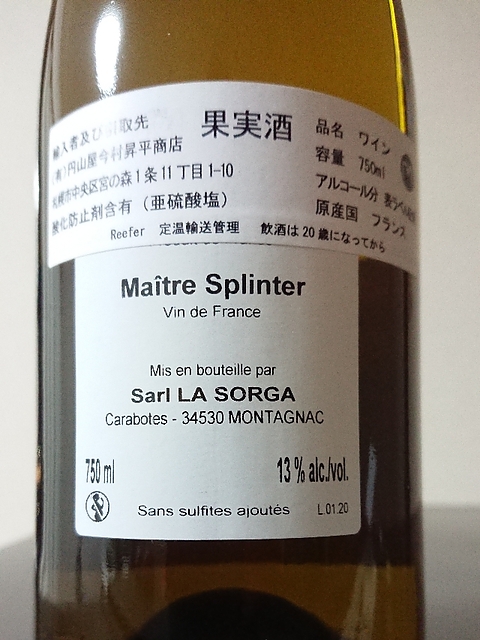 果実酒
輸入者及び引取先
(有)円山屋今村昇平商店
札幌市中央区宮の森1条11丁目1-10
酸化防止剤含有（亜硫酸塩）
品名 ワイン
容量 750ml
アルコール分
原産国 フランス
Reefer 定温輸送管理 飲酒は20歳になってから
Maître Splinter
Vin de France
Mis en bouteille par
Sarl LA SORGA
Carabotes - 34530 MONTAGNAC
750 ml 13 % alc./vol.
Sans sulfites ajoutés L 01.20